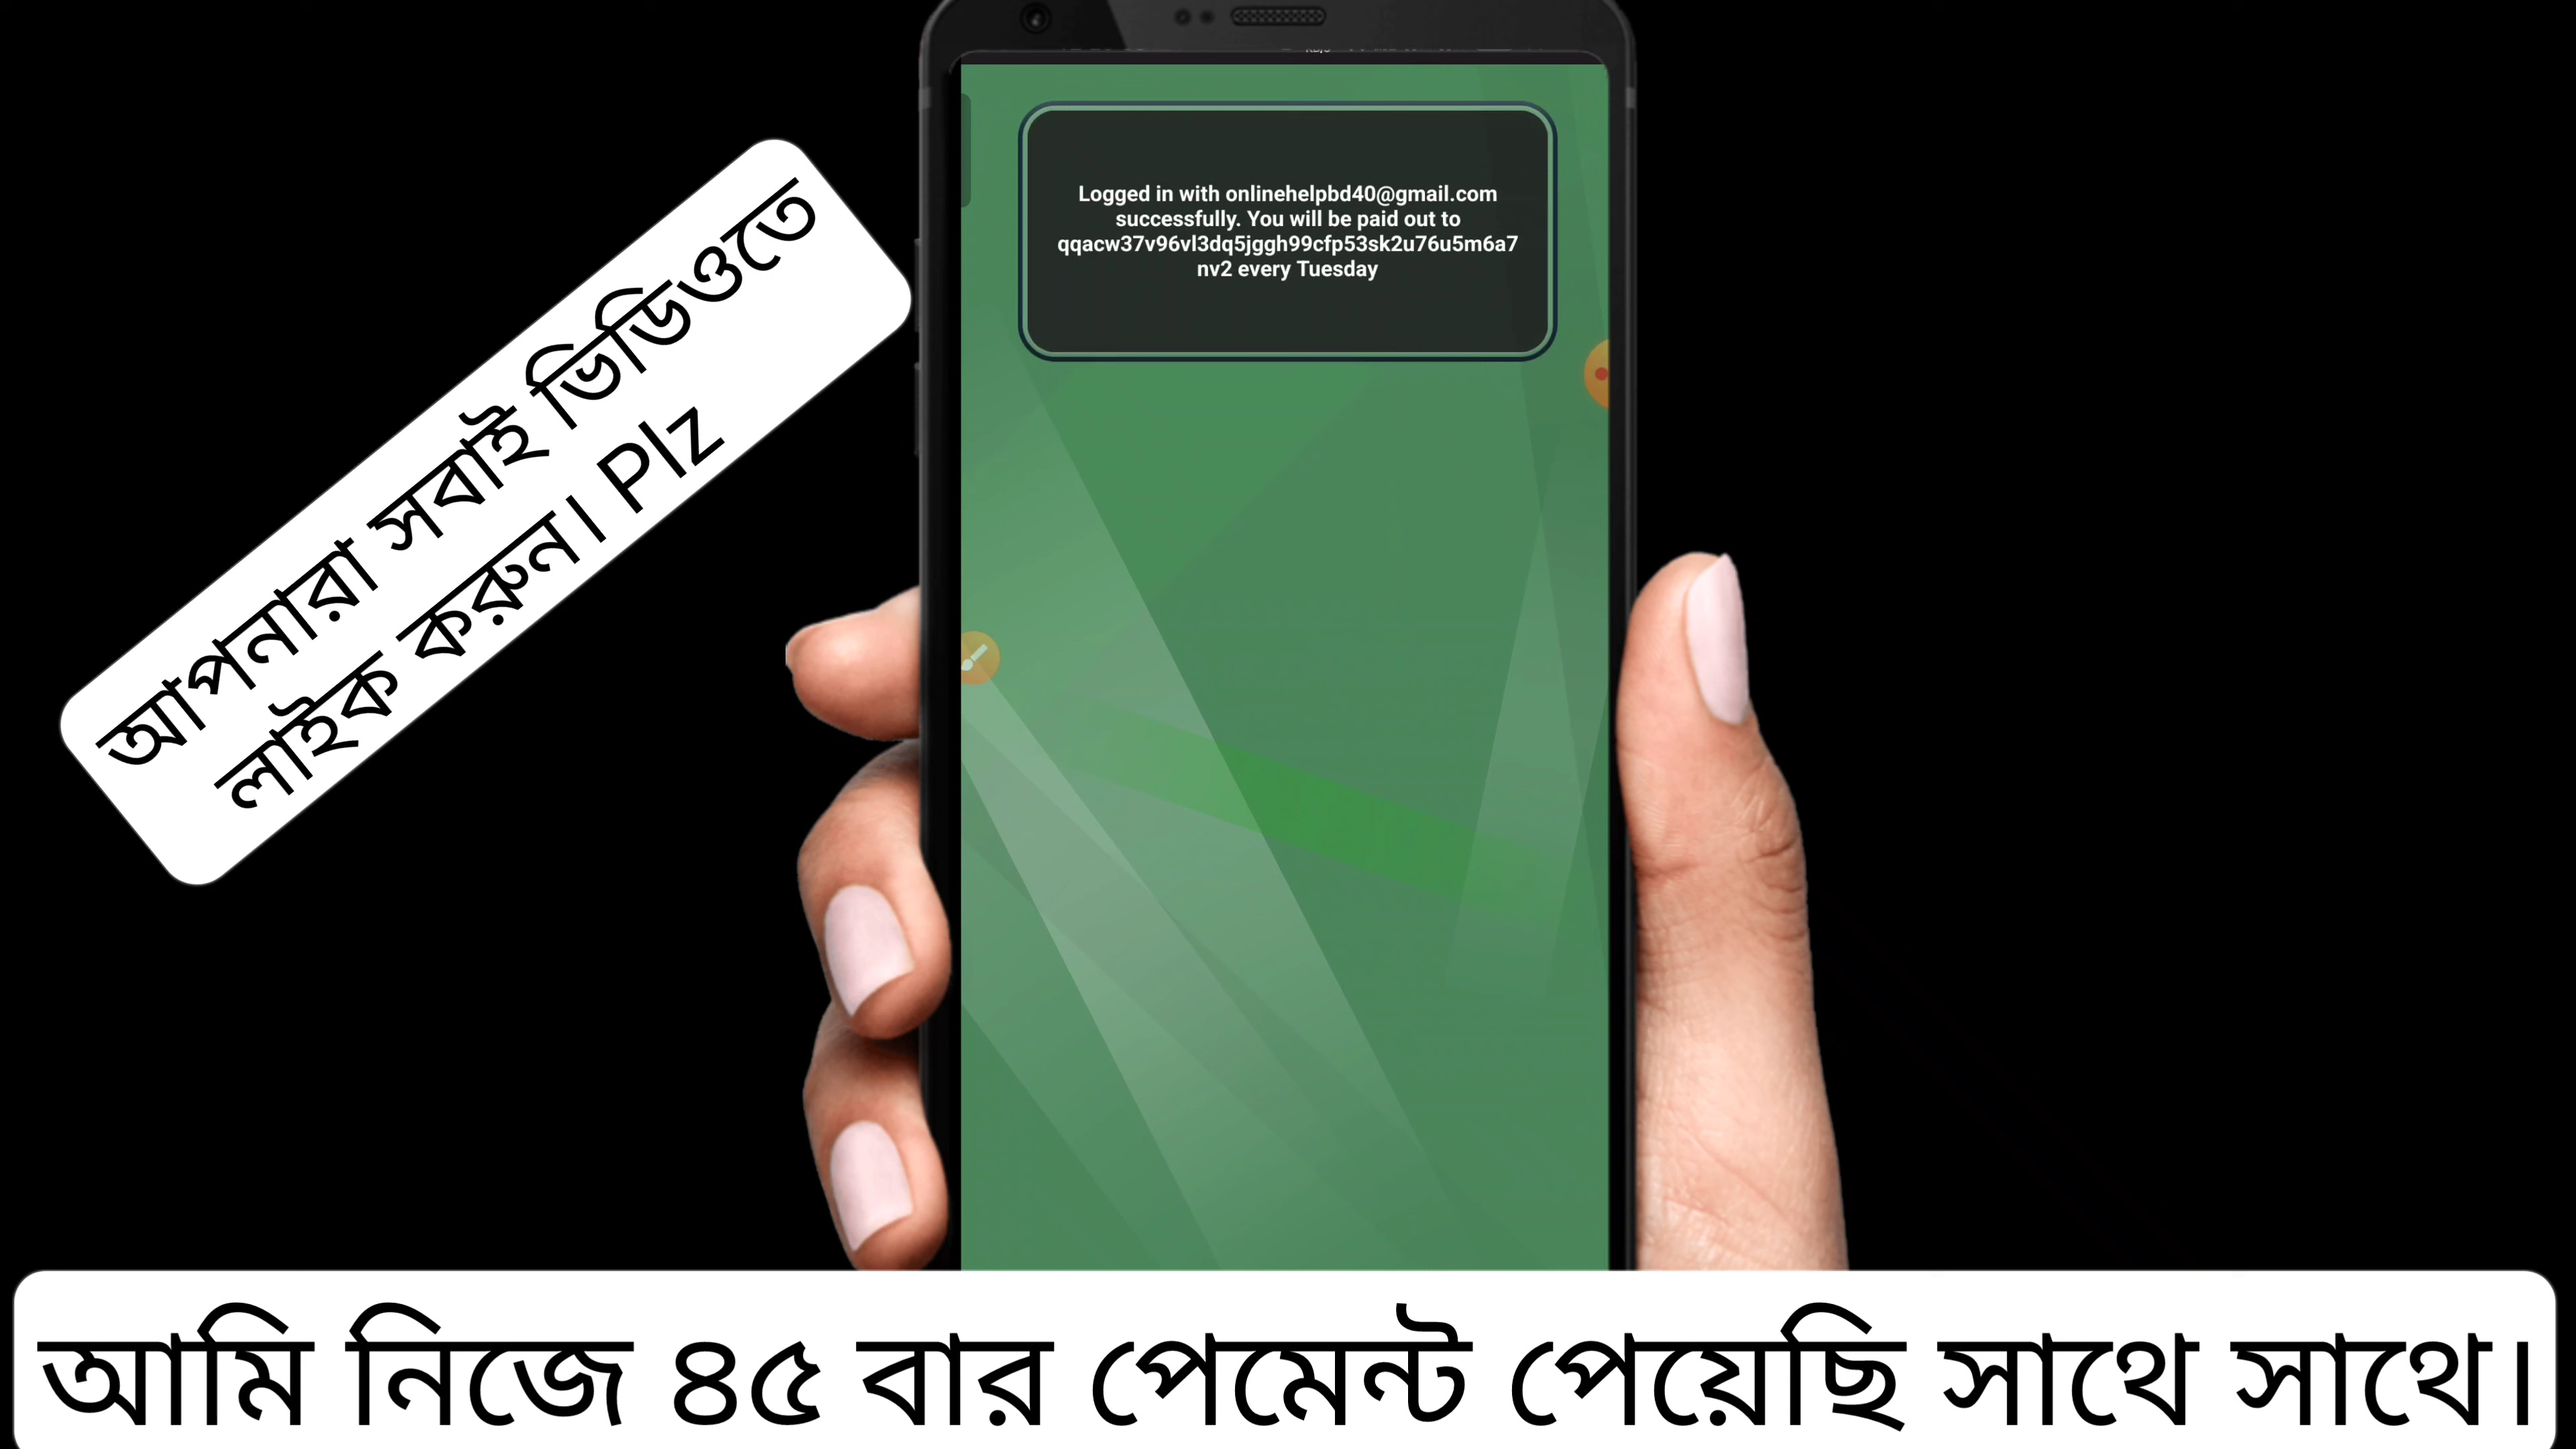 আপনারা সবাই ভিডিওতে
লাইক করুন। Plz
Logged in with onlinehelpbd40@gmail.com
successfully. You will be paid out to
qqacw37v96vl3dq5jggh99cfp53sk2u76u5m6a7
nv2 every Tuesday
আমি নিজে ৪৫ বার পেমেন্ট পেয়েছি সাথে সাথে।